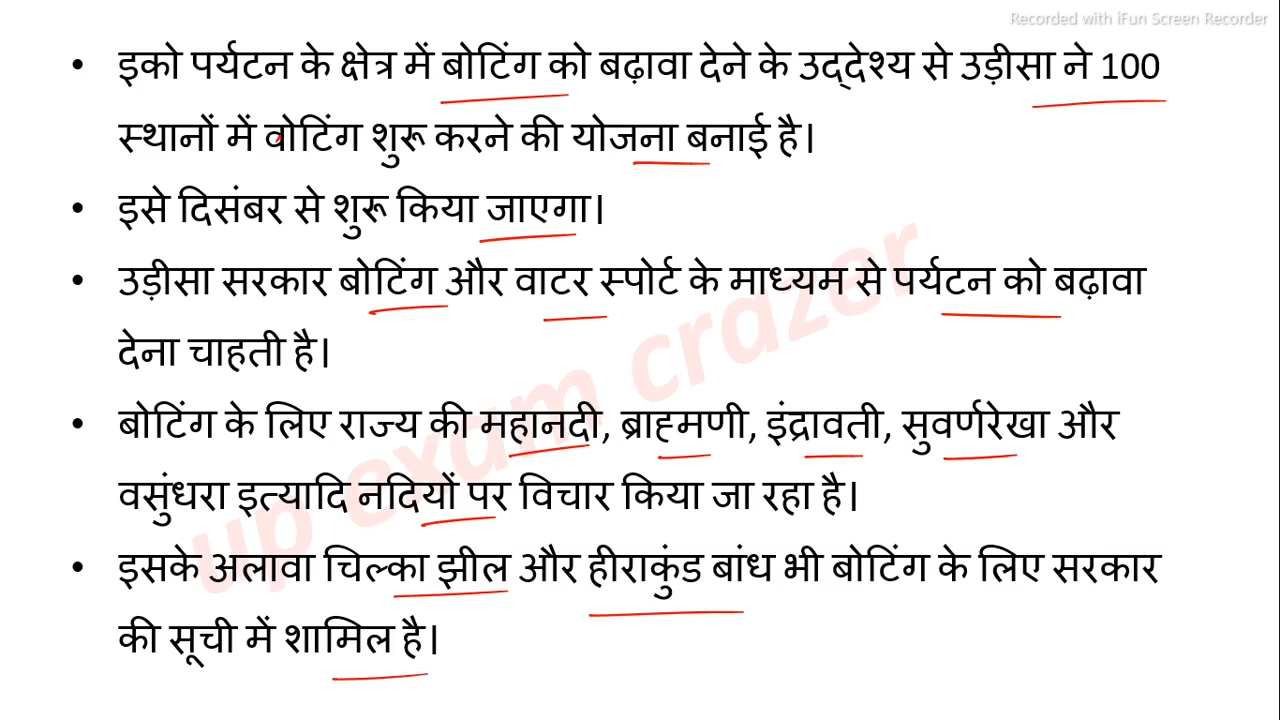 Recorded with iFun Screen Recorder
• इको पर्यटन के क्षेत्र में बोटिंग को बढ़ावा देने के उद्देश्य से उड़ीसा ने 100
स्थानों में वोटिंग शुरू करने की योजना बनाई है।
• इसे दिसंबर से शुरू किया जाएगा।
• उड़ीसा सरकार बोटिंग और वाटर स्पोर्ट के माध्यम से पर्यटन को बढ़ावा
देना चाहती है।
• बोटिंग के लिए राज्य की महानदी, ब्राह्मणी, इंद्रावती, सुवर्णरेखा और
वसुंधरा इत्यादि नदियों पर विचार किया जा रहा है।
• इसके अलावा चिल्का झील और हीराकुंड बांध भी बोटिंग के लिए सरकार
की सूची में शामिल है।
up exam crazer